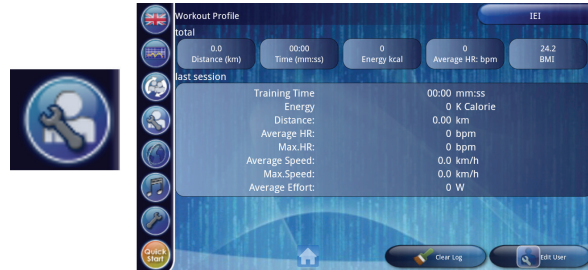 Workout Profile
IEI
total
0.0 00:00 0 0 24.2
Distance (km) Time (mm:ss) Energy kcal Average HR: bpm BMI
last session
Training Time 00:00 mm:ss
Energy 0 K Calorie
Distance: 0.00 km
Average HR: 0 bpm
Max.HR: 0 bpm
Average Speed: 0.0 km/h
Max.Speed: 0.0 km/h
Average Effort: 0 W
Quick
Start
Clear Log
Edit User